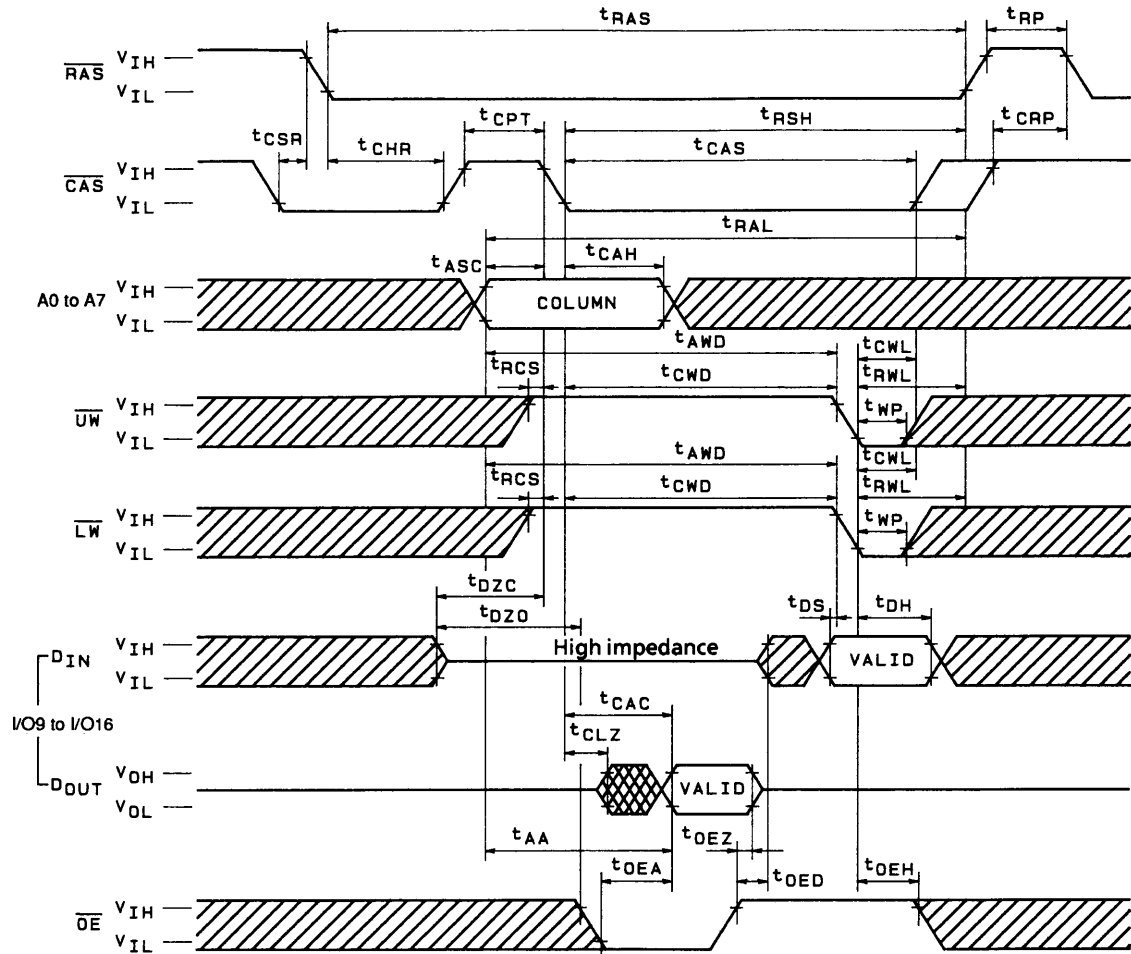 tRAS
tRP
RAS
VIH
VIL
tCPT
tRSH
tCRP
tCSR
tCHR
tCAS
CAS
VIH
VIL
tRAL
tASC
tCAH
A0 to A7
VIH
VIL
COLUMN
tAWD
tCWL
tRCS
tCWD
tRWL
tWP
UW
VIH
VIL
tAWD
tCWL
tRCS
tCWD
tRWL
tWP
LW
VIH
VIL
tDZC
tDZO
tDS
tDH
DIN
VIH
VIL
High impedance
VALID
I/O9 to I/O16
tCAC
tCLZ
DOUT
VOH
VOL
VALID
tAA
tOEZ
tOEA
tOED
tOEH
OE
VIH
VIL